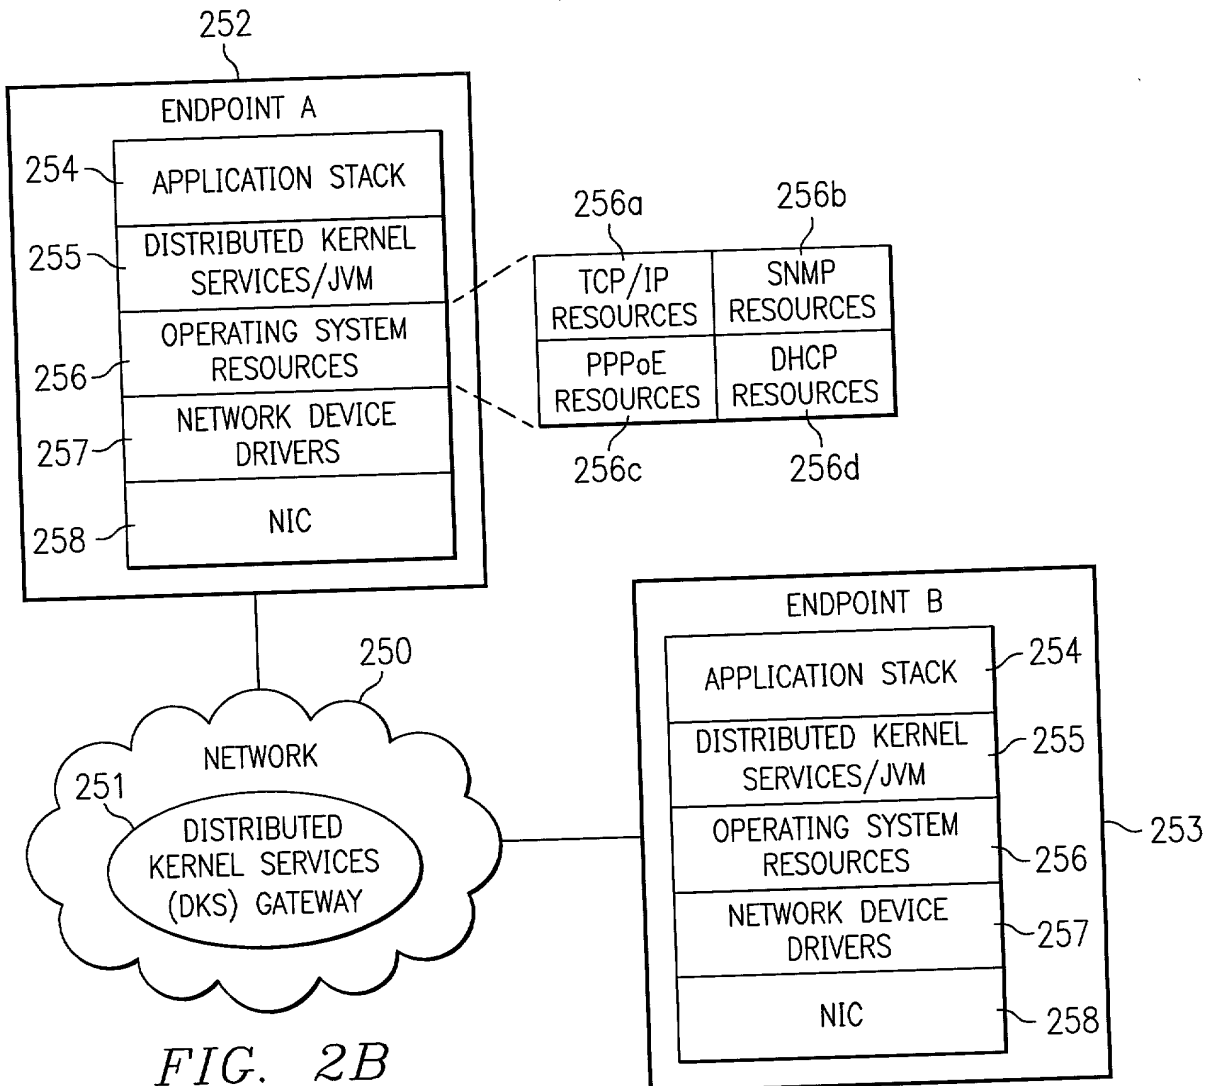 252
ENDPOINT A
254
APPLICATION STACK
255
DISTRIBUTED KERNEL
SERVICES/JVM
256
OPERATING SYSTEM
RESOURCES
257
NETWORK DEVICE
DRIVERS
258
NIC
256a
256b
TCP/IP
RESOURCES
SNMP
RESOURCES
PPPoE
RESOURCES
DHCP
RESOURCES
256c
256d
250
NETWORK
251
DISTRIBUTED
KERNEL SERVICES
(DKS) GATEWAY
ENDPOINT B
APPLICATION STACK
254
DISTRIBUTED KERNEL
SERVICES/JVM
255
OPERATING SYSTEM
RESOURCES
256
253
NETWORK DEVICE
DRIVERS
257
NIC
258
FIG. 2B